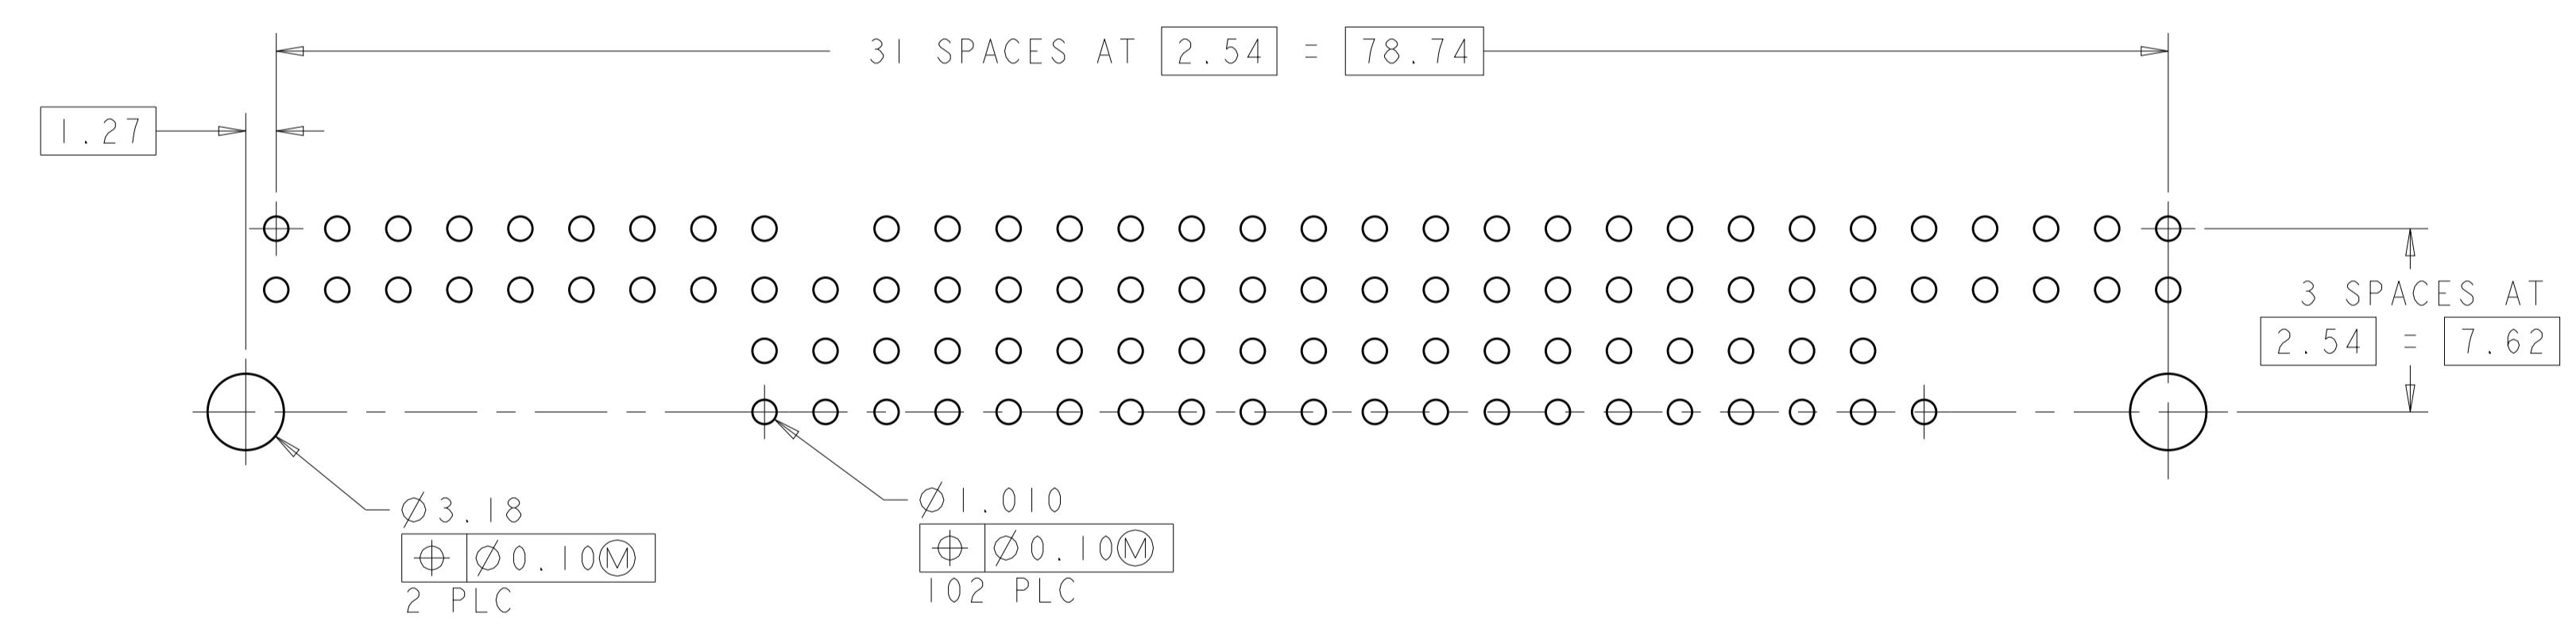 31 SPACES AT 2.54 = 78.74
1.27
3 SPACES AT
2.54 = 7.62
Ø3.18
⌖ Ø0.10Ⓜ
2 PLC
Ø1.010
⌖ Ø0.10Ⓜ
102 PLC